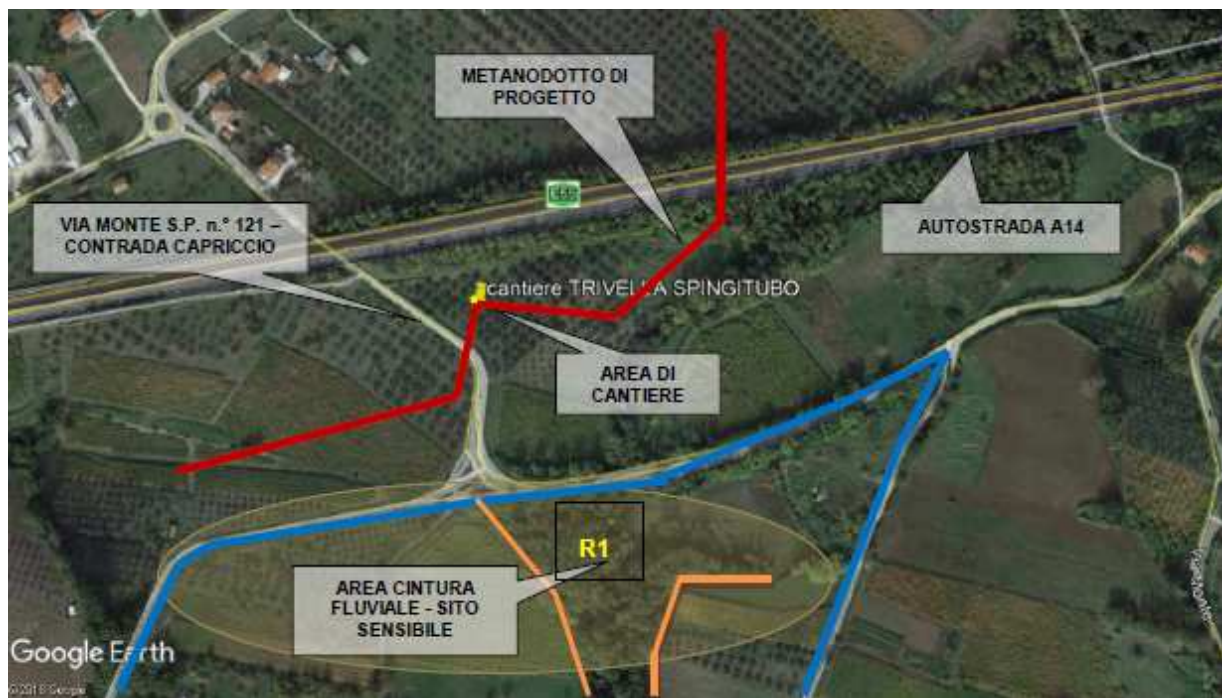 METANODOTTO DI
PROGETTO
VIA MONTE S.P. n.° 121 –
CONTRADA CAPRICCIO
AUTOSTRADA A14
cantiere TRIVELLA SPINGITUBO
AREA DI
CANTIERE
R1
AREA CINTURA
FLUVIALE - SITO
SENSIBILE
Google Earth